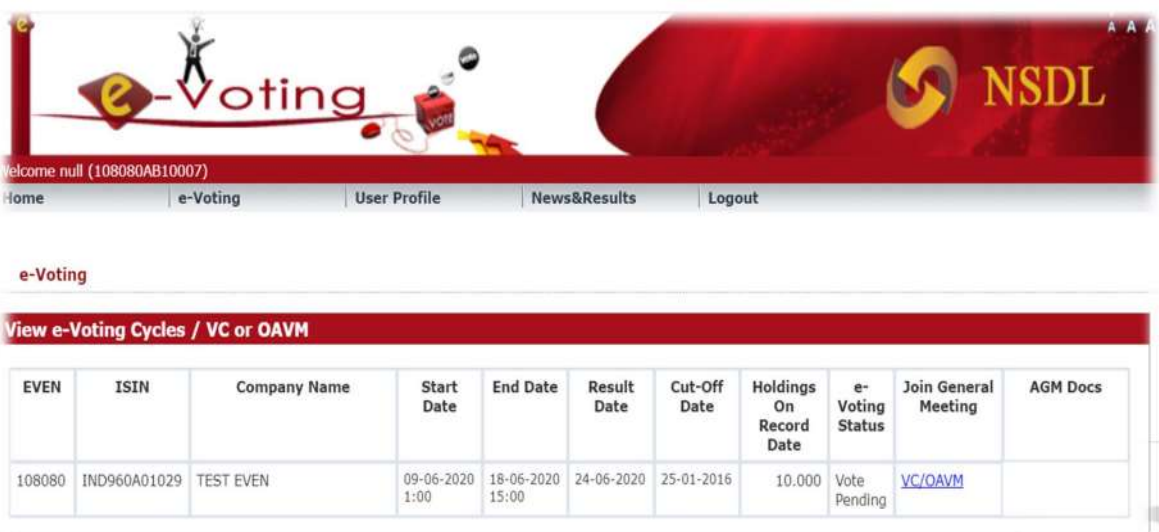 e
A A A
e-Voting
VOTE
NSDL
Welcome null (108080AB10007)
Home e-Voting User Profile News&Results Logout
e-Voting
View e-Voting Cycles / VC or OAVM
EVEN ISIN Company Name Start Date End Date Result Date Cut-Off Date Holdings On Record Date e-Voting Status Join General Meeting AGM Docs
108080 IND960A01029 TEST EVEN 09-06-2020 1:00 18-06-2020 15:00 24-06-2020 25-01-2016 10.000 Vote Pending VC/OAVM